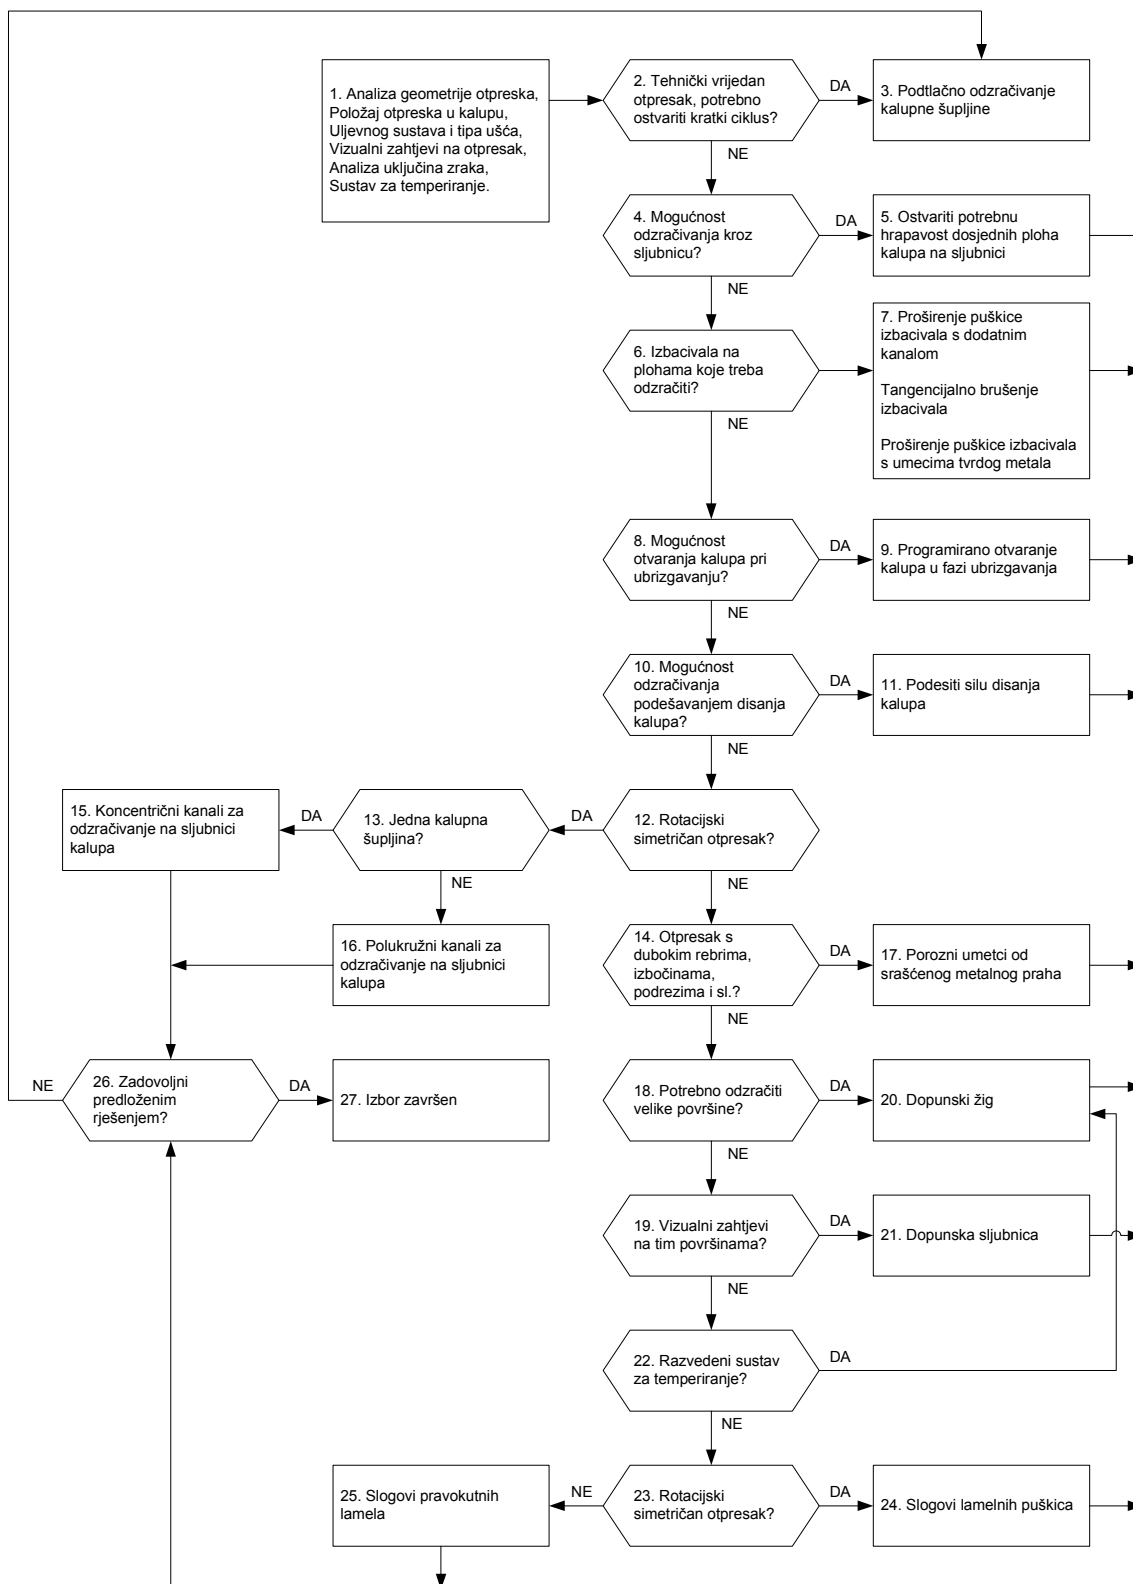 1. Analiza geometrije otpreska,
Položaj otpreska u kalupu,
Uljevnog sustava i tipa ušća,
Vizualni zahtjevi na otpresak,
Analiza uključina zraka,
Sustav za temperiranje.
2. Tehnički vrijedan
otpresak, potrebno
ostvariti kratki ciklus?
DA
3. Podtlačno odzračivanje
kalupne šupljine
NE
4. Mogućnost
odzračivanja kroz
sljubnicu?
DA
5. Ostvariti potrebnu
hrapavost dosjednih ploha
kalupa na sljubnici
NE
6. Izbacivala na
plohama koje treba
odzračiti?
7. Proširenje puškice
izbacivala s dodatnim
kanalom
Tangencijalno brušenje
izbacivala
Proširenje puškice izbacivala
s umecima tvrdog metala
NE
8. Mogućnost
otvaranja kalupa pri
ubrizgavanju?
DA
9. Programirano otvaranje
kalupa u fazi ubrizgavanja
NE
10. Mogućnost
odzračivanja
podešavanjem disanja
kalupa?
DA
11. Podesiti silu disanja
kalupa
NE
12. Rotacijski
simetričan otpresak?
DA
13. Jedna kalupna
šupljina?
DA
15. Koncentrični kanali za
odzračivanje na sljubnici
kalupa
NE
NE
16. Polukružni kanali za
odzračivanje na sljubnici
kalupa
14. Otpresak s
dubokim rebrima,
izbočinama,
podrezima i sl.?
DA
17. Porozni umetci od
srašćenog metalnog praha
NE
NE
26. Zadovoljni
predloženim
rješenjem?
DA
27. Izbor završen
18. Potrebno odzračiti
velike površine?
DA
20. Dopunski žig
NE
19. Vizualni zahtjevi
na tim površinama?
DA
21. Dopunska sljubnica
NE
22. Razvedeni sustav
za temperiranje?
DA
NE
25. Slogovi pravokutnih
lamela
NE
23. Rotacijski
simetričan otpresak?
DA
24. Slogovi lamelnih puškica